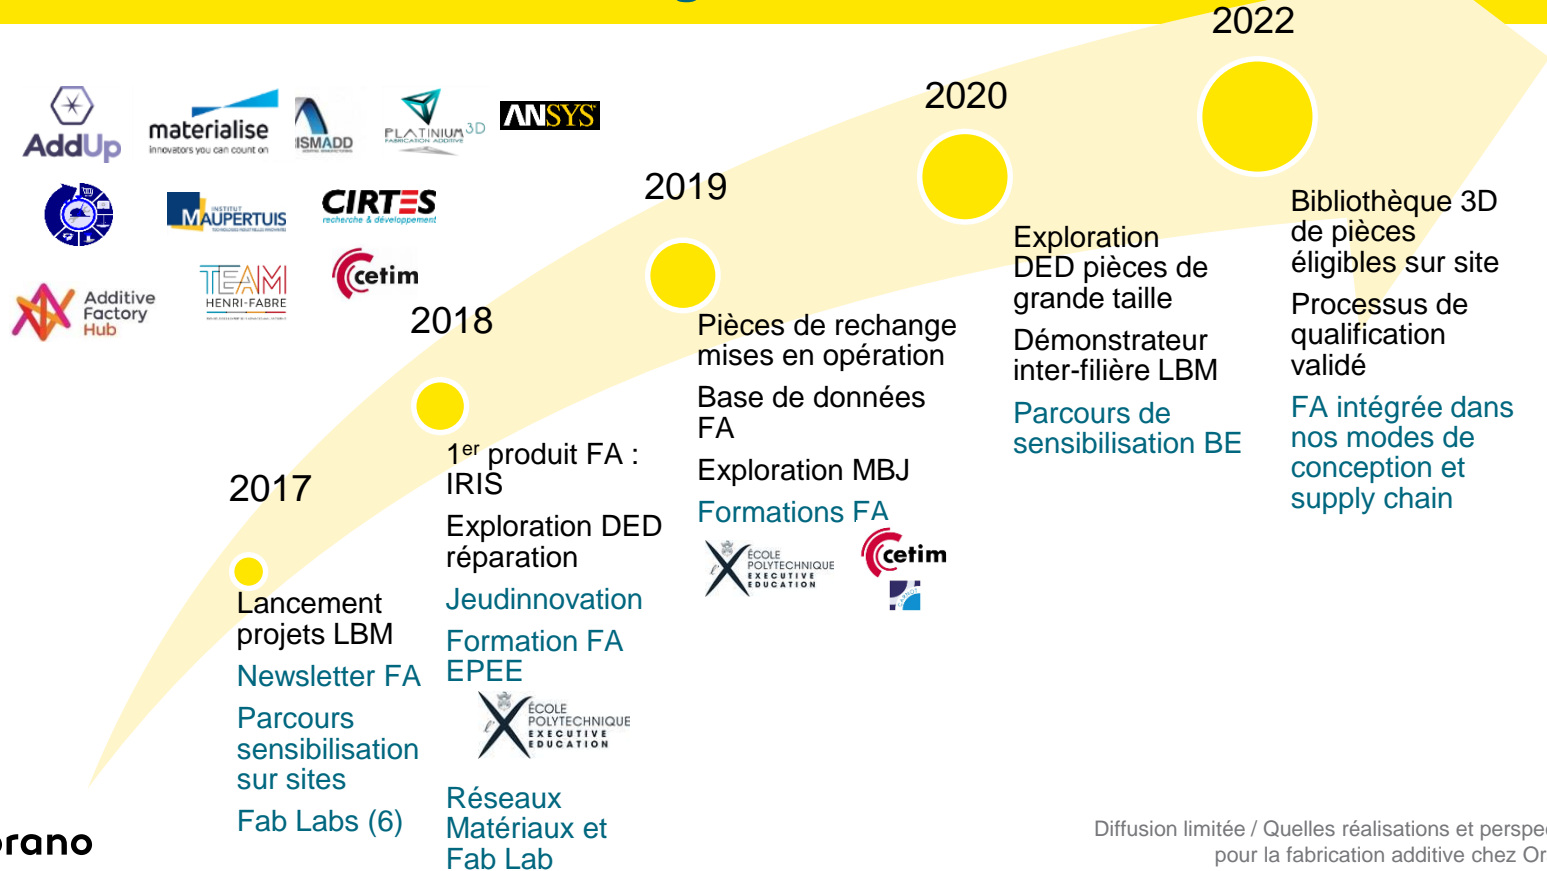 2022
2020
2019
2018
2017
AddUp
materialise
innovators you can count on
ISMADD
PLATINIUM 3D
FABRICATION ADDITIVE
ANSYS
INSTITUT
MAUPERTUIS
CIRTES
recherche & développement
Additive
Factory
Hub
TEAM
HENRI-FABRE
cetim
Lancement
projets LBM
Newsletter FA
Parcours
sensibilisation
sur sites
Fab Labs (6)
1er produit FA :
IRIS
Exploration DED
réparation
Jeudinnovation
Formation FA
EPEE
ÉCOLE
POLYTECHNIQUE
EXECUTIVE
EDUCATION
Réseaux
Matériaux et
Fab Lab
Pièces de rechange
mises en opération
Base de données
FA
Exploration MBJ
Formations FA
ÉCOLE
POLYTECHNIQUE
EXECUTIVE
EDUCATION
cetim
CARNOT
Exploration
DED pièces de
grande taille
Démonstrateur
inter-filière LBM
Parcours de
sensibilisation BE
Bibliothèque 3D
de pièces
éligibles sur site
Processus de
qualification
validé
FA intégrée dans
nos modes de
conception et
supply chain
orano
Diffusion limitée / Quelles réalisations et perspec
pour la fabrication additive chez Or